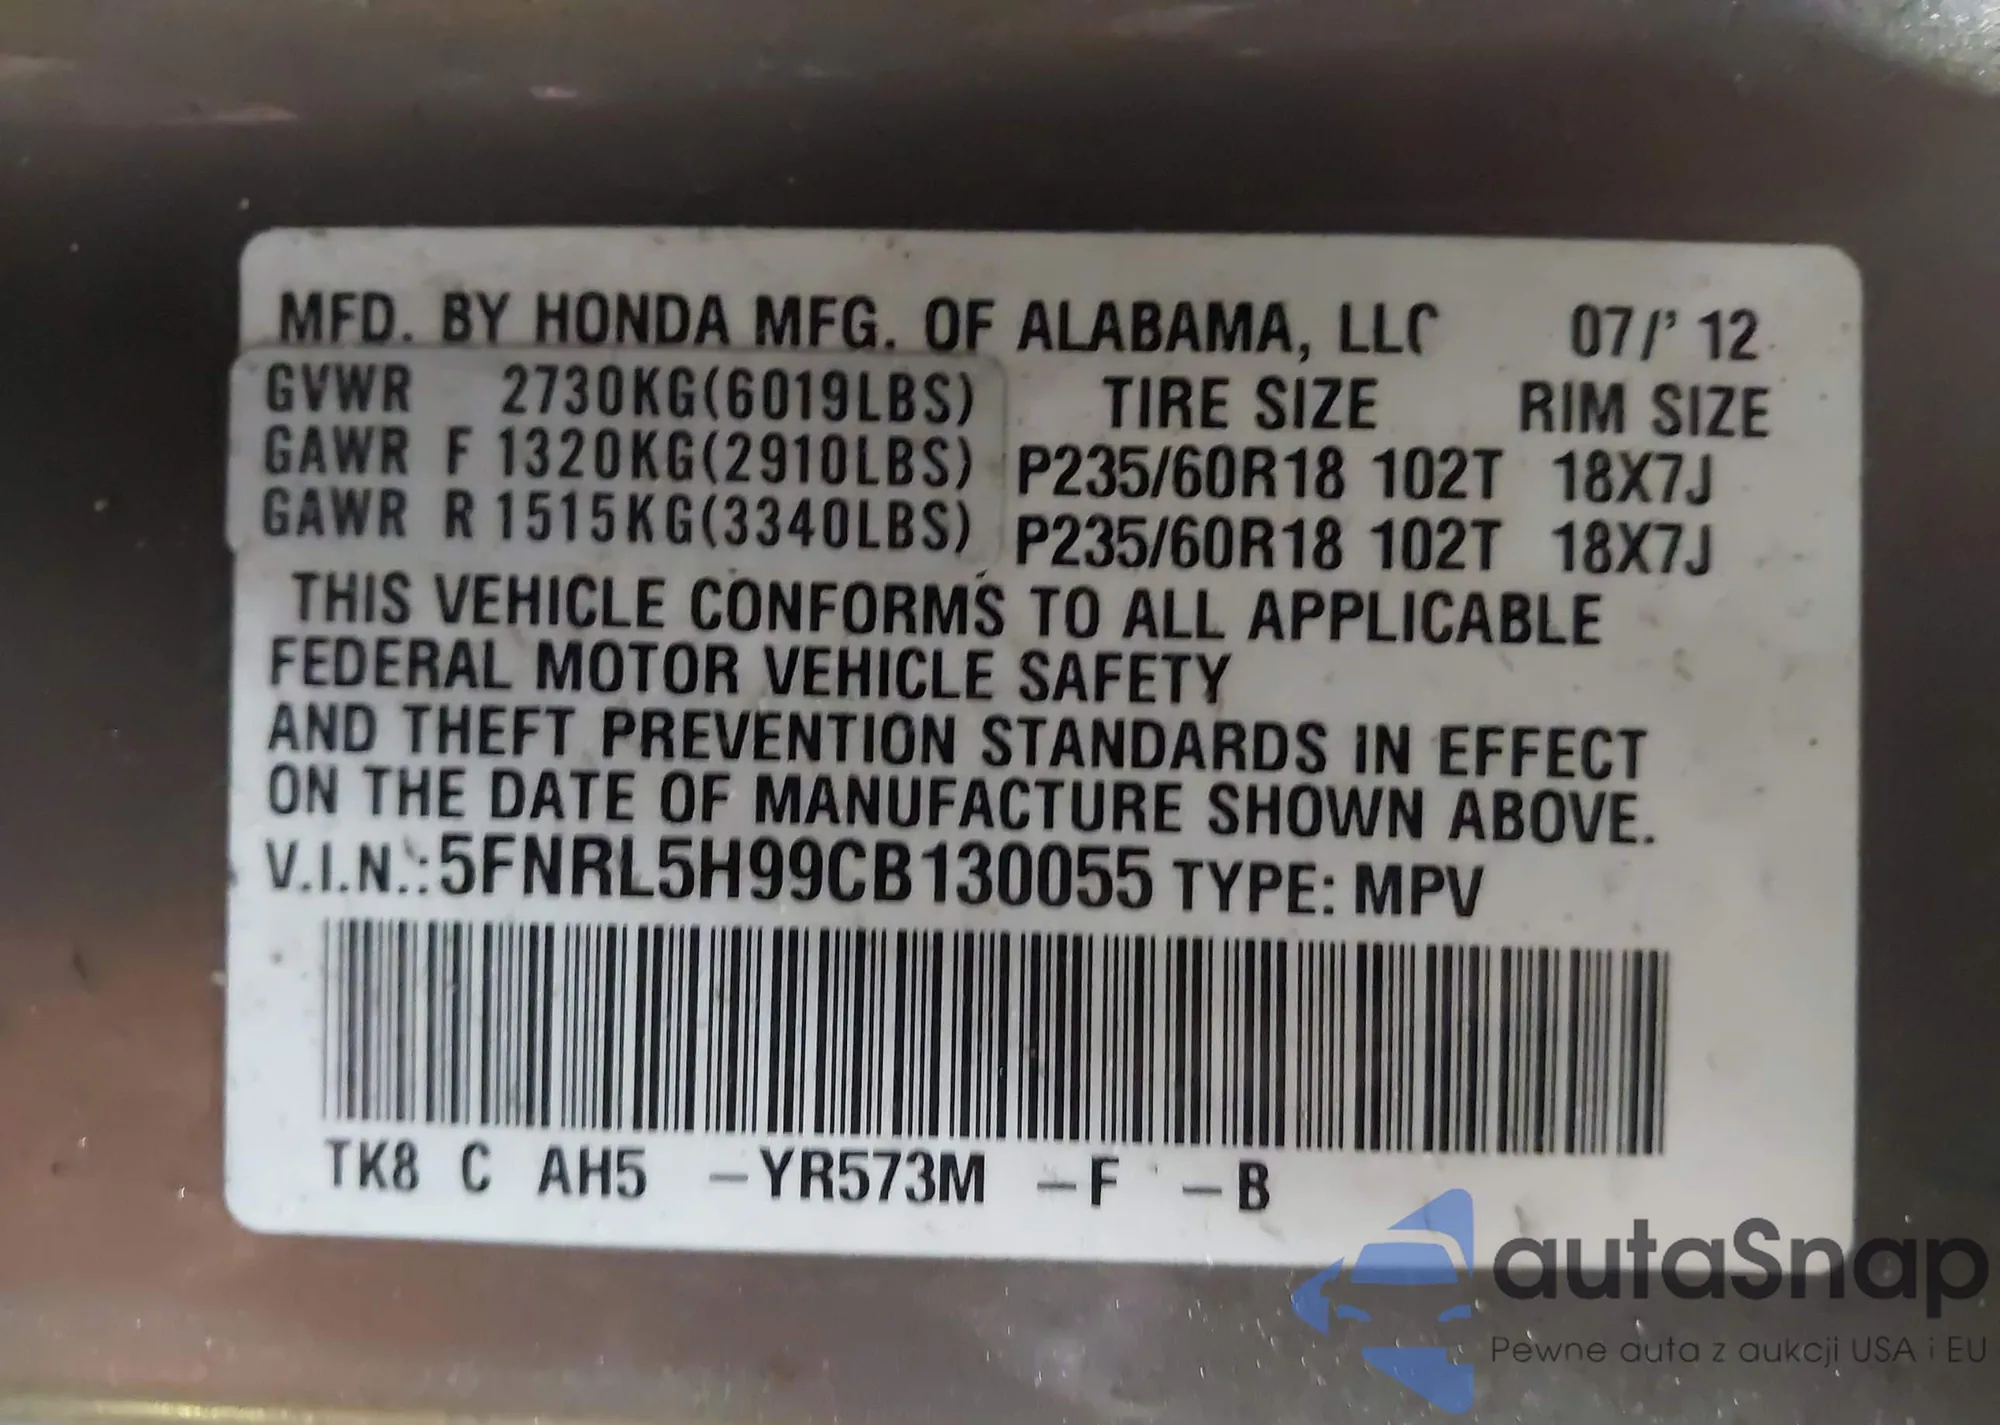 MFD. BY HONDA MFG. OF ALABAMA, LLC 07/' 12
GVWR 2730KG(6019LBS) TIRE SIZE RIM SIZE
GAWR F 1320KG(2910LBS) P235/60R18 102T 18X7J
GAWR R 1515KG(3340LBS) P235/60R18 102T 18X7J
THIS VEHICLE CONFORMS TO ALL APPLICABLE
FEDERAL MOTOR VEHICLE SAFETY
AND THEFT PREVENTION STANDARDS IN EFFECT
ON THE DATE OF MANUFACTURE SHOWN ABOVE.
V.I.N.:5FNRL5H99CB130055 TYPE: MPV
TK8 C AH5 –YR573M –F –B
autaSnap
Pewne auta z aukcji USA i EU